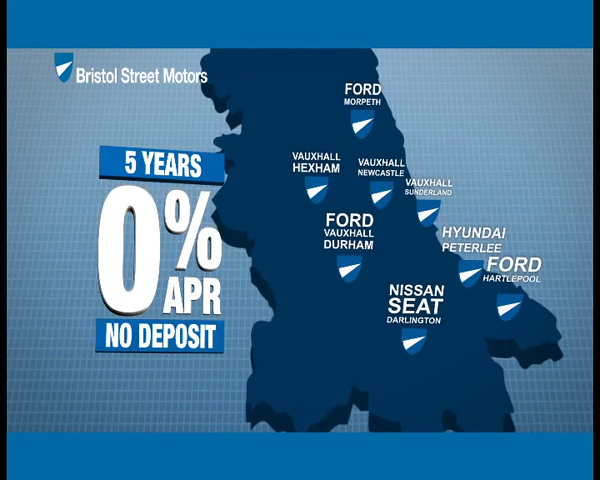 Bristol Street Motors
5 YEARS
0%
APR
NO DEPOSIT
FORD
MORPETH
VAUXHALL
HEXHAM
VAUXHALL
NEWCASTLE
VAUXHALL
SUNDERLAND
FORD
VAUXHALL
DURHAM
HYUNDAI
PETERLEE
FORD
HARTLEPOOL
NISSAN
SEAT
DARLINGTON